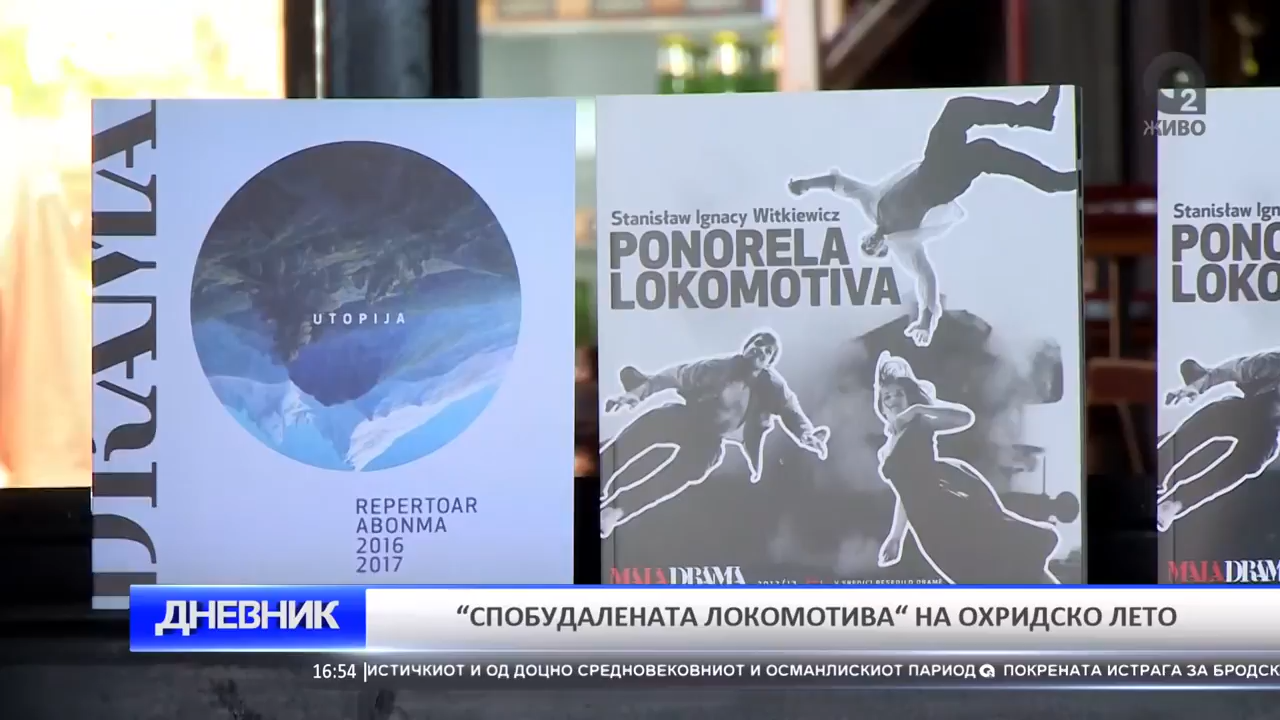 DRAMA
UTOPIJA
REPERTOAR
ABONMA
2016
2017
Stanisław Ignacy Witkiewicz
PONORELA
LOKOMOTIVA
MALA DRAMA
Stanisław
PONO
LOKO
MALA DRAM
2
ЖИВО
ДНЕВНИК
“СПОБУДАЛЕНАТА ЛОКОМОТИВА“ НА ОХРИДСКО ЛЕТО
16:54 ИСТИЧКИОТ И ОД ДОЦНО СРЕДНОВЕКОВНИОТ И ОСМАНЛИСКИОТ ПАРИОД ПОКРЕНАТА ИСТРАГА ЗА БРОДСК